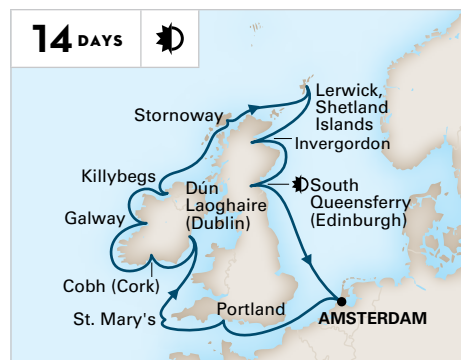 14 DAYS
Lerwick,
Shetland
Islands
Stornoway
Invergordon
Killybegs
Dún
Laoghaire
(Dublin)
South
Queensferry
(Edinburgh)
Galway
Cobh (Cork)
St. Mary's
Portland
AMSTERDAM